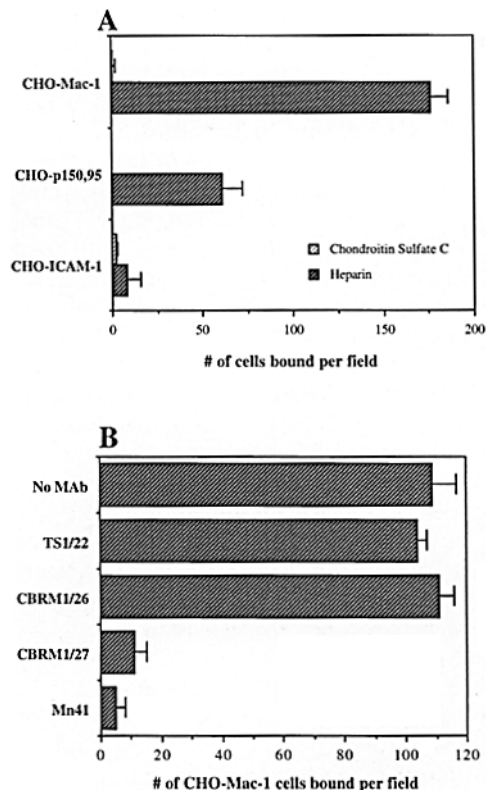 A
CHO-Mac-1
CHO-p150,95
CHO-ICAM-1
Chondroitin Sulfate C
Heparin
0 50 100 150 200
# of cells bound per field
B
No MAb
TS1/22
CBRM1/26
CBRM1/27
Mn41
0 20 40 60 80 100 120
# of CHO-Mac-1 cells bound per field